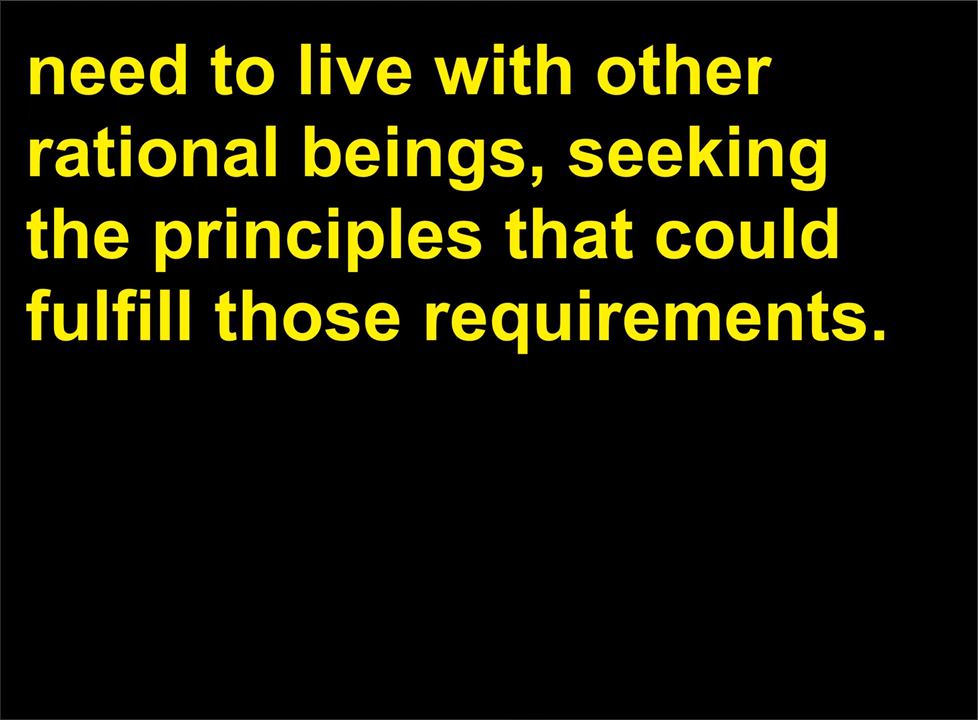 need to live with other
rational beings, seeking
the principles that could
fulfill those requirements.